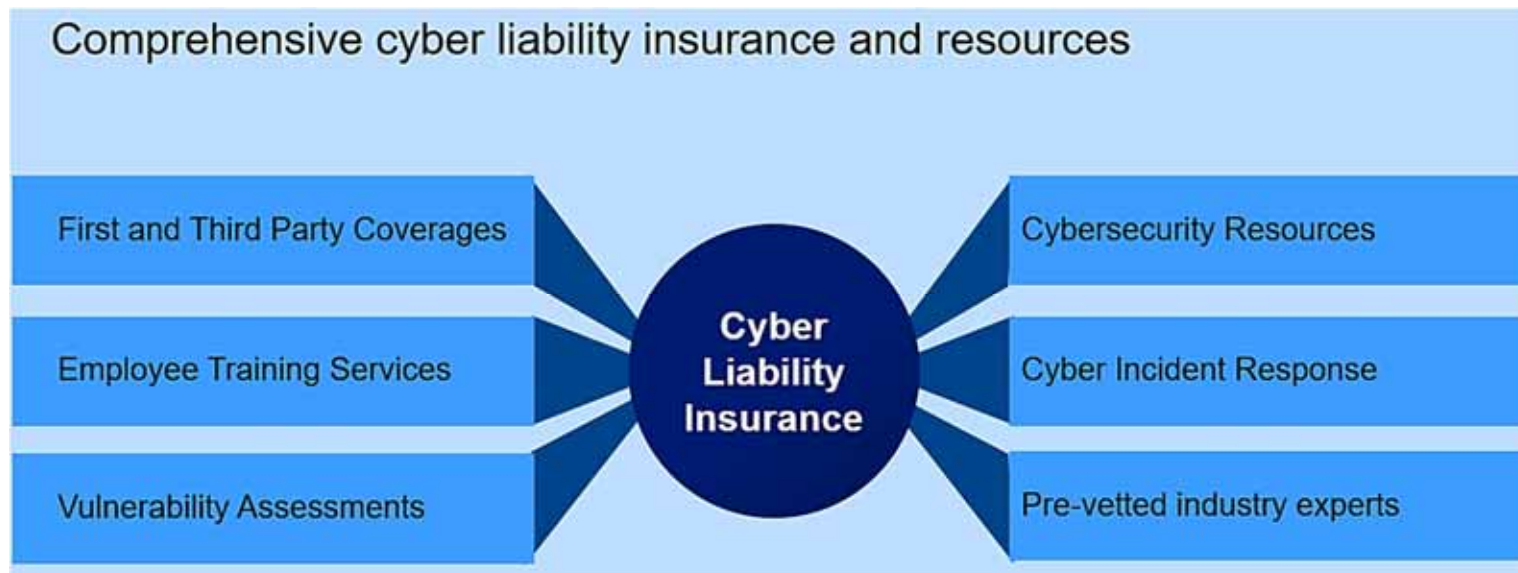 Comprehensive cyber liability insurance and resources
First and Third Party Coverages
Employee Training Services
Vulnerability Assessments
Cyber
Liability
Insurance
Cybersecurity Resources
Cyber Incident Response
Pre-vetted industry experts